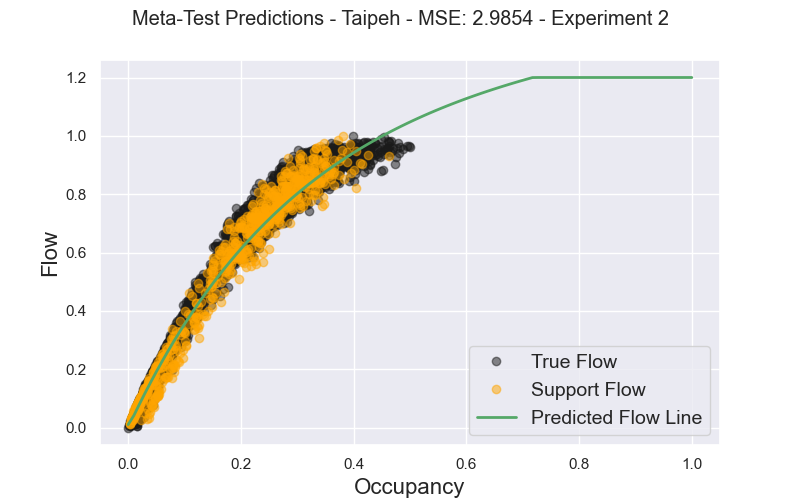 Meta-Test Predictions - Taipeh - MSE: 2.9854 - Experiment 2
1.2
1.0
0.8
0.6
0.4
0.2
0.0
Flow
True Flow
Support Flow
Predicted Flow Line
0.0 0.2 0.4 0.6 0.8 1.0
Occupancy